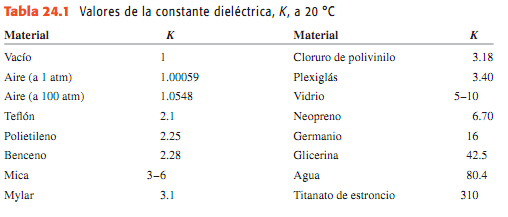 Tabla 24.1 Valores de la constante dieléctrica, K, a 20 °C
Material K Material K
Vacío 1 Cloruro de polivinilo 3.18
Aire (a 1 atm) 1.00059 Plexiglás 3.40
Aire (a 100 atm) 1.0548 Vidrio 5–10
Teflón 2.1 Neopreno 6.70
Polietileno 2.25 Germanio 16
Benceno 2.28 Glicerina 42.5
Mica 3–6 Agua 80.4
Mylar 3.1 Titanato de estroncio 310